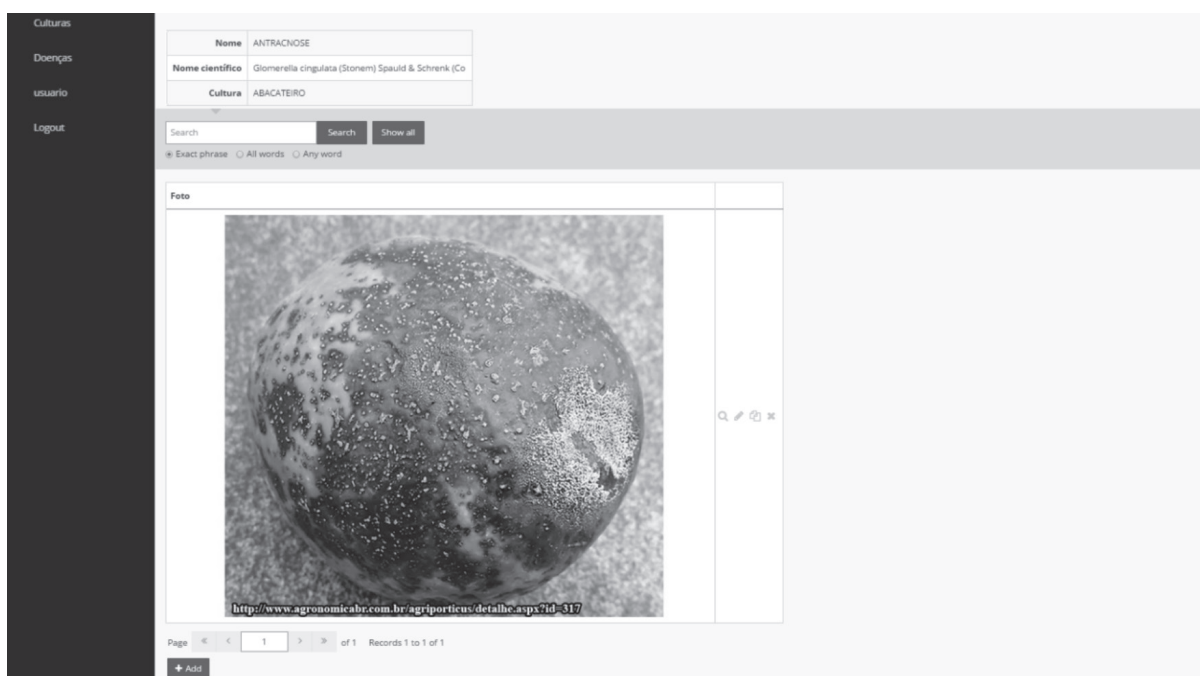 Culturas
Doenças
usuario
Logout
Nome ANTRACNOSE
Nome científico Glomerella cingulata (Stonem) Spauld & Schrenk (Co
Cultura ABACATEIRO
Search Search Show all
Exact phrase All words Any word
Foto
http://www.agronomicabr.com.br/agriporticus/detalhe.aspx?id=317
Page « < 1 > » of 1 Records 1 to 1 of 1
+ Add